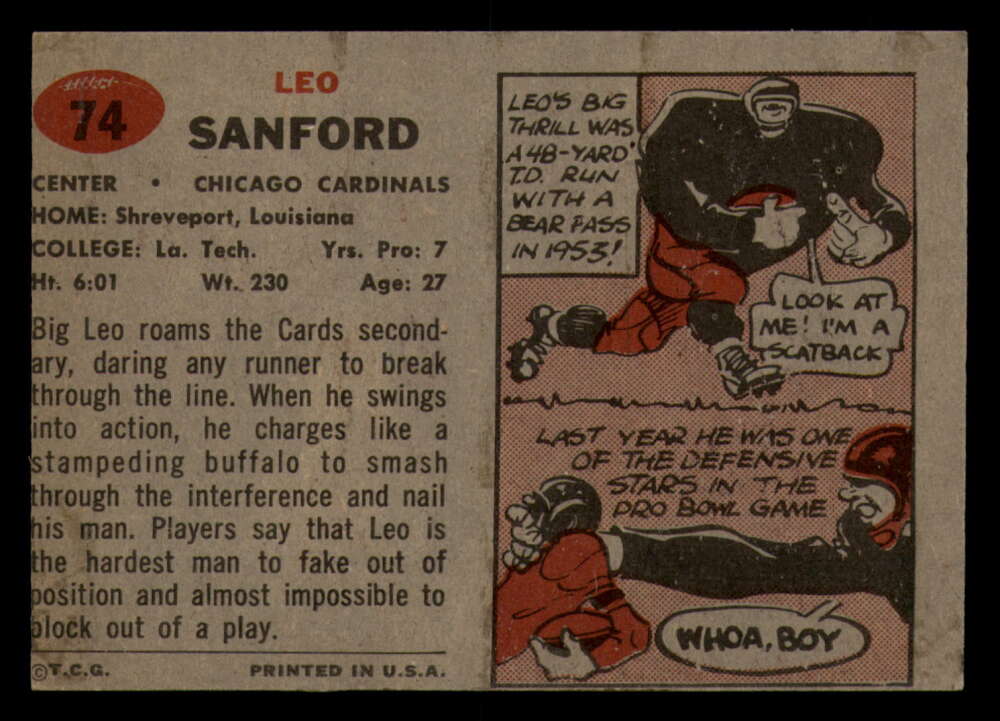 74
LEO
SANFORD
CENTER • CHICAGO CARDINALS
HOME: Shreveport, Louisiana
COLLEGE: La. Tech. Yrs. Pro: 7
Ht. 6:01 Wt. 230 Age: 27
Big Leo roams the Cards second-
ary, daring any runner to break
through the line. When he swings
into action, he charges like a
stampeding buffalo to smash
through the interference and nail
his man. Players say that Leo is
the hardest man to fake out of
position and almost impossible to
block out of a play.
©T.C.G. PRINTED IN U.S.A.
LEO'S BIG
THRILL WAS
A 48-YARD
T.D. RUN
WITH A
BEAR PASS
IN 1953!
LOOK AT
ME! I'M A
SCATBACK
LAST YEAR HE WAS ONE
OF THE DEFENSIVE
STARS IN THE
PRO BOWL GAME
WHOA, BOY